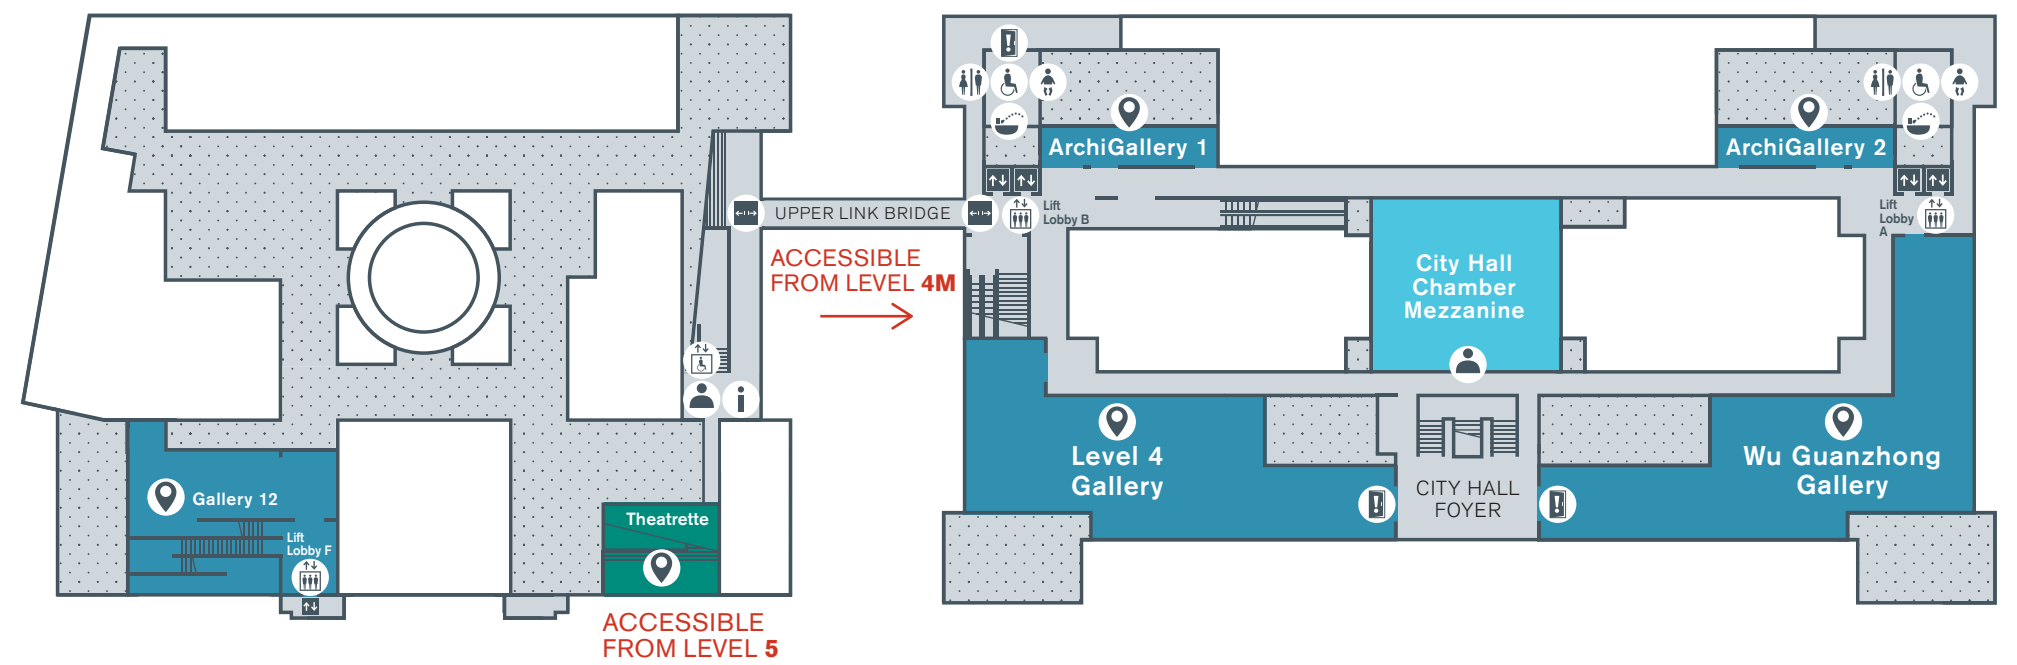 ArchiGallery 1
ArchiGallery 2
UPPER LINK BRIDGE
Lift
Lobby B
Lift
Lobby
A
ACCESSIBLE
FROM LEVEL 4M
City Hall
Chamber
Mezzanine
Level 4
Gallery
Wu Guanzhong
Gallery
CITY HALL
FOYER
Gallery 12
Lift
Lobby F
Theatrette
ACCESSIBLE
FROM LEVEL 5